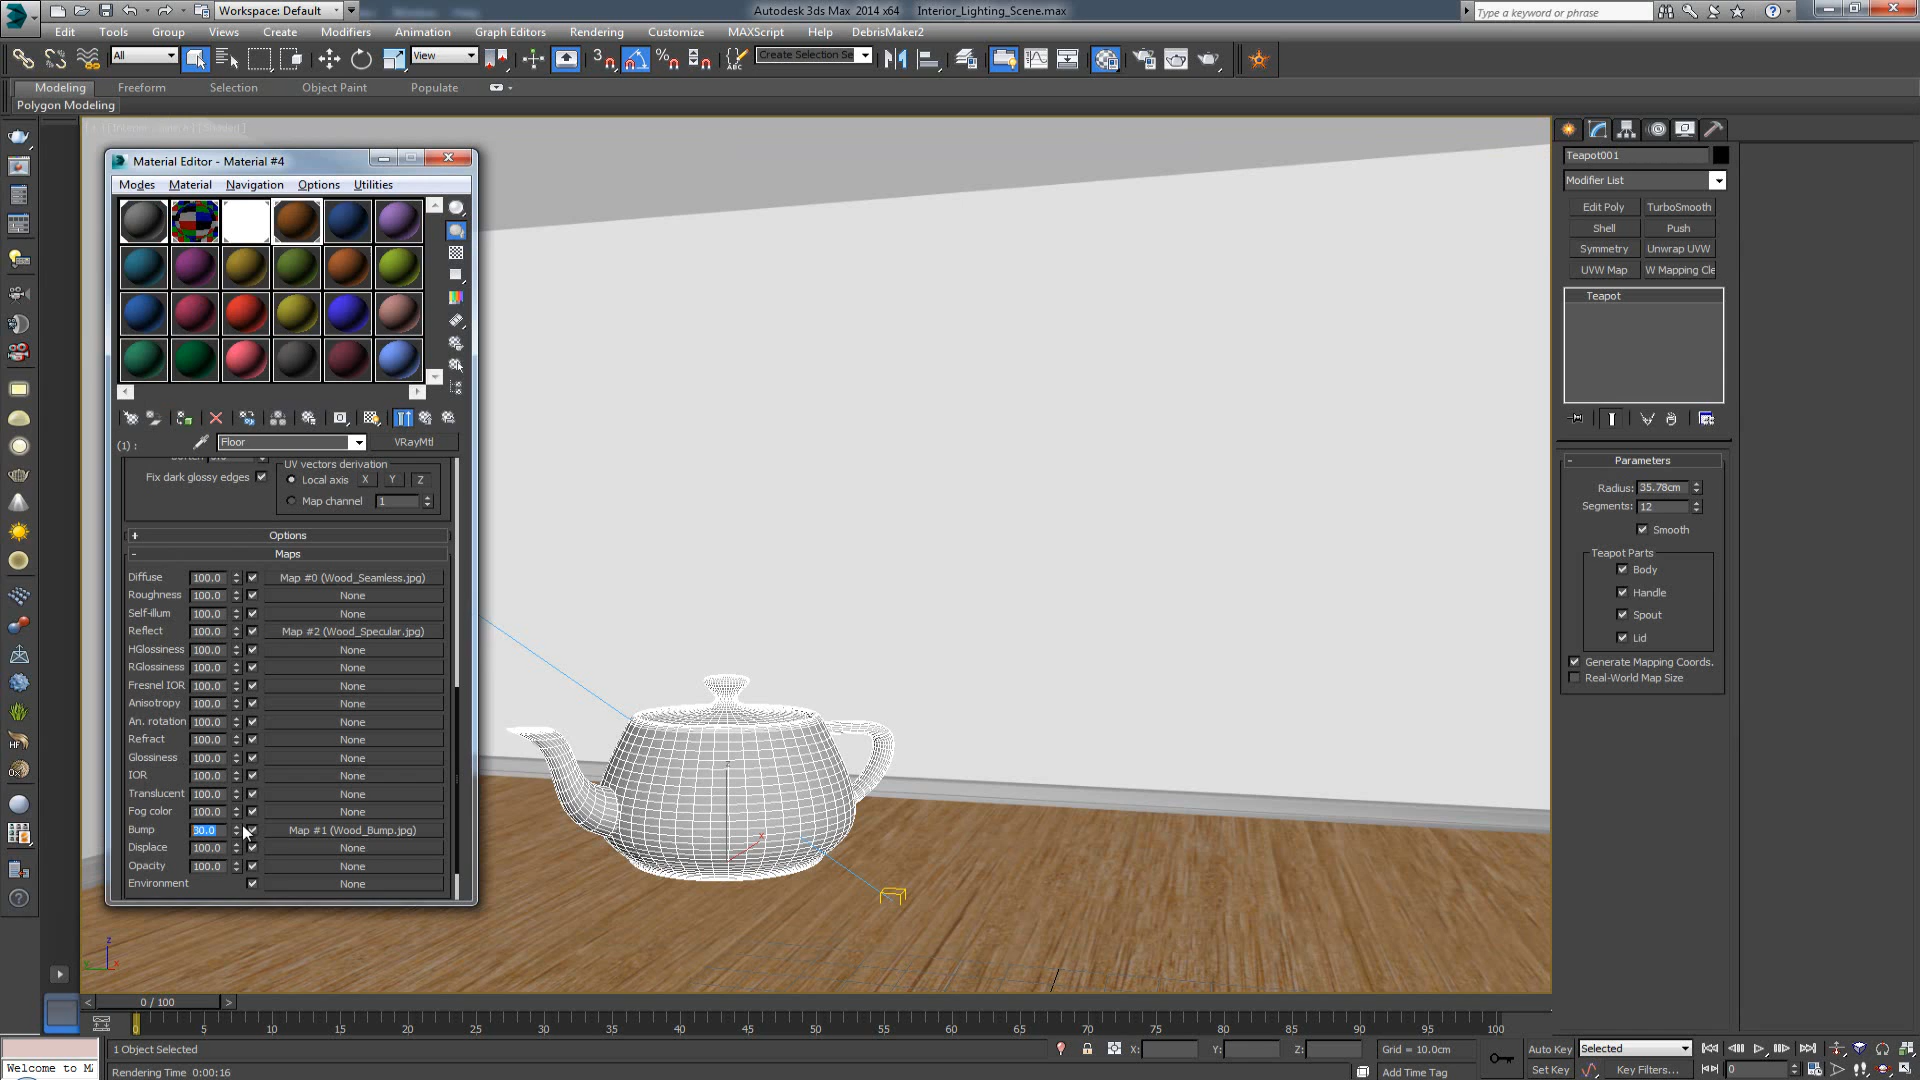 Workspace: Default
Autodesk 3ds Max 2014 x64 Interior_Lighting_Scene.max
Type a keyword or phrase
Edit Tools Group Views Create Modifiers Animation Graph Editors Rendering Customize MAXScript Help DebrisMaker2
All View Create Selection Se
Modeling Freeform Selection Object Paint Populate
Polygon Modeling
Material Editor - Material #4
Modes Material Navigation Options Utilities
(1) : Floor VRayMtl
UV vectors derivation
Fix dark glossy edges Local axis X Y Z
Map channel 1
+ Options
- Maps
Diffuse 100.0 Map #0 (Wood_Seamless.jpg)
Roughness 100.0 None
Self-illum 100.0 None
Reflect 100.0 Map #2 (Wood_Specular.jpg)
HGlossiness 100.0 None
RGlossiness 100.0 None
Fresnel IOR 100.0 None
Anisotropy 100.0 None
An. rotation 100.0 None
Refract 100.0 None
Glossiness 100.0 None
IOR 100.0 None
Translucent 100.0 None
Fog color 100.0 None
Bump 30.0 Map #1 (Wood_Bump.jpg)
Displace 100.0 None
Opacity 100.0 None
Environment None
Teapot001
Modifier List
Edit Poly TurboSmooth
Shell Push
Symmetry Unwrap UVW
UVW Map W Mapping Cle
Teapot
- Parameters
Radius: 35.78cm
Segments: 12
Smooth
Teapot Parts
Body
Handle
Spout
Lid
Generate Mapping Coords.
Real-World Map Size
z
x
z
x
< 0 / 100 >
0 5 10 15 20 25 30 35 40 45 50 55 60 65 70 75 80 85 90 95 100
1 Object Selected X: Y: Z: Grid = 10.0cm Auto Key Selected
Welcome to MA Rendering Time 0:00:16 Add Time Tag Set Key Key Filters... 0